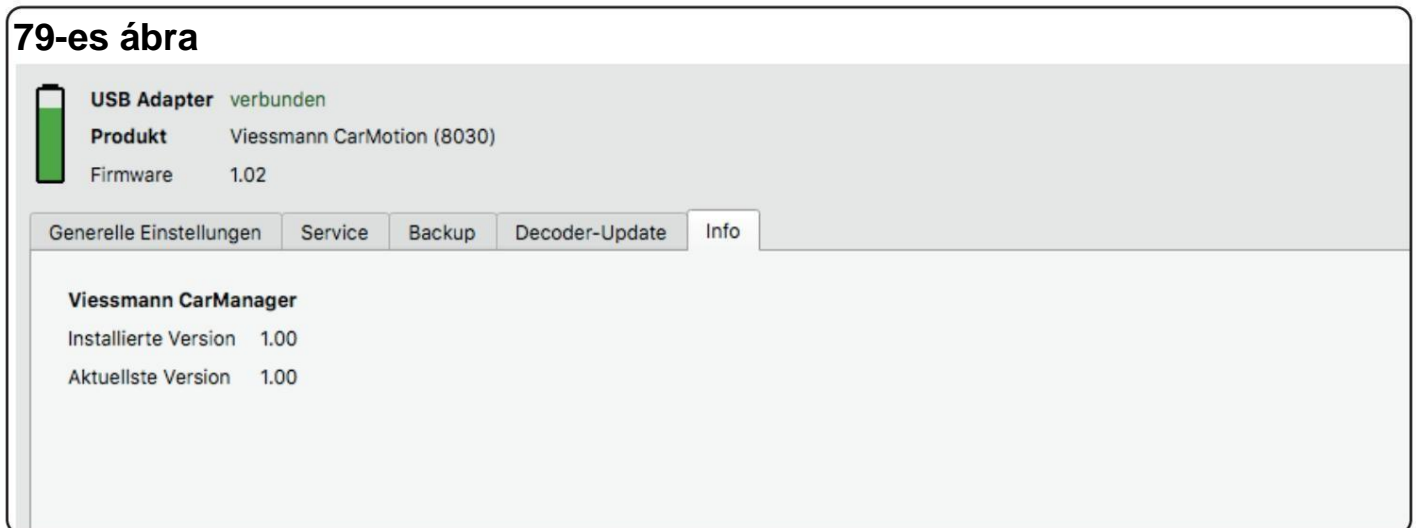 79-es ábra
USB Adapter verbunden
Produkt Viessmann CarMotion (8030)
Firmware 1.02
Generelle Einstellungen Service Backup Decoder-Update Info
Viessmann CarManager
Installierte Version 1.00
Aktuellste Version 1.00